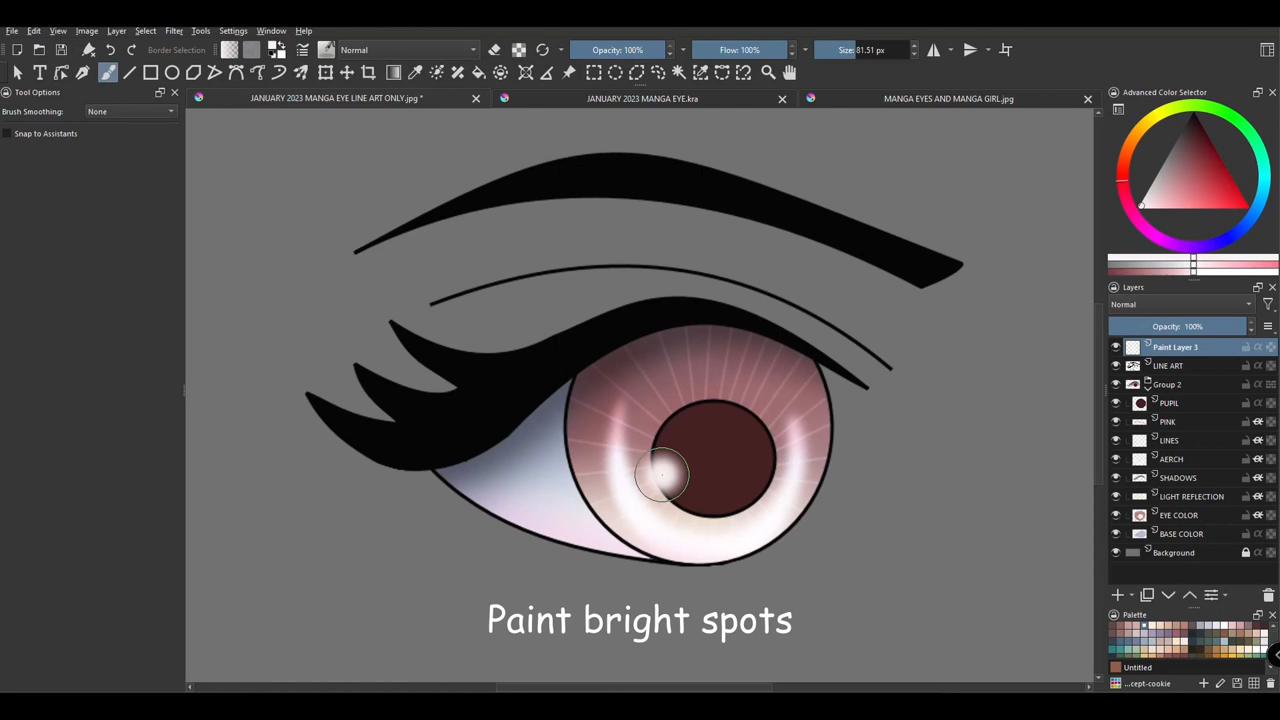 File Edit View Image Layer Select Filter Tools Settings Window Help
Border Selection Normal Opacity: 100% Flow: 100% Size: 81.51 px
Tool Options
JANUARY 2023 MANGA EYE LINE ART ONLY.jpg *
JANUARY 2023 MANGA EYE.kra
MANGA EYES AND MANGA GIRL.jpg
Advanced Color Selector
Brush Smoothing: None
Snap to Assistants
Layers
Normal
Opacity: 100%
Paint Layer 3
LINE ART
Group 2
PUPIL
PINK
LINES
AERCH
SHADOWS
LIGHT REFLECTION
EYE COLOR
BASE COLOR
Background
Palette
Untitled
...cept-cookie
Paint bright spots